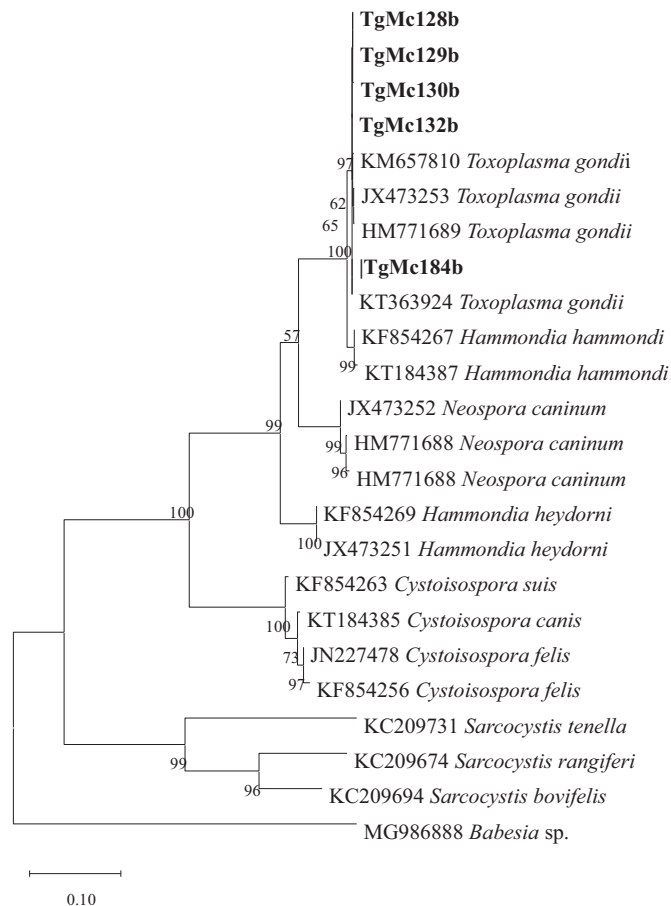 TgMc128b
TgMc129b
TgMc130b
TgMc132b
97
KM657810 Toxoplasma gondii
62
JX473253 Toxoplasma gondii
65
HM771689 Toxoplasma gondii
100
|TgMc184b
KT363924 Toxoplasma gondii
57
KF854267 Hammondia hammondi
99
KT184387 Hammondia hammondi
JX473252 Neospora caninum
99
99
HM771688 Neospora caninum
96
HM771688 Neospora caninum
100
KF854269 Hammondia heydorni
100
JX473251 Hammondia heydorni
KF854263 Cystoisospora suis
100
KT184385 Cystoisospora canis
73
JN227478 Cystoisospora felis
97
KF854256 Cystoisospora felis
KC209731 Sarcocystis tenella
99
KC209674 Sarcocystis rangiferi
96
KC209694 Sarcocystis bovifelis
MG986888 Babesia sp.
0.10